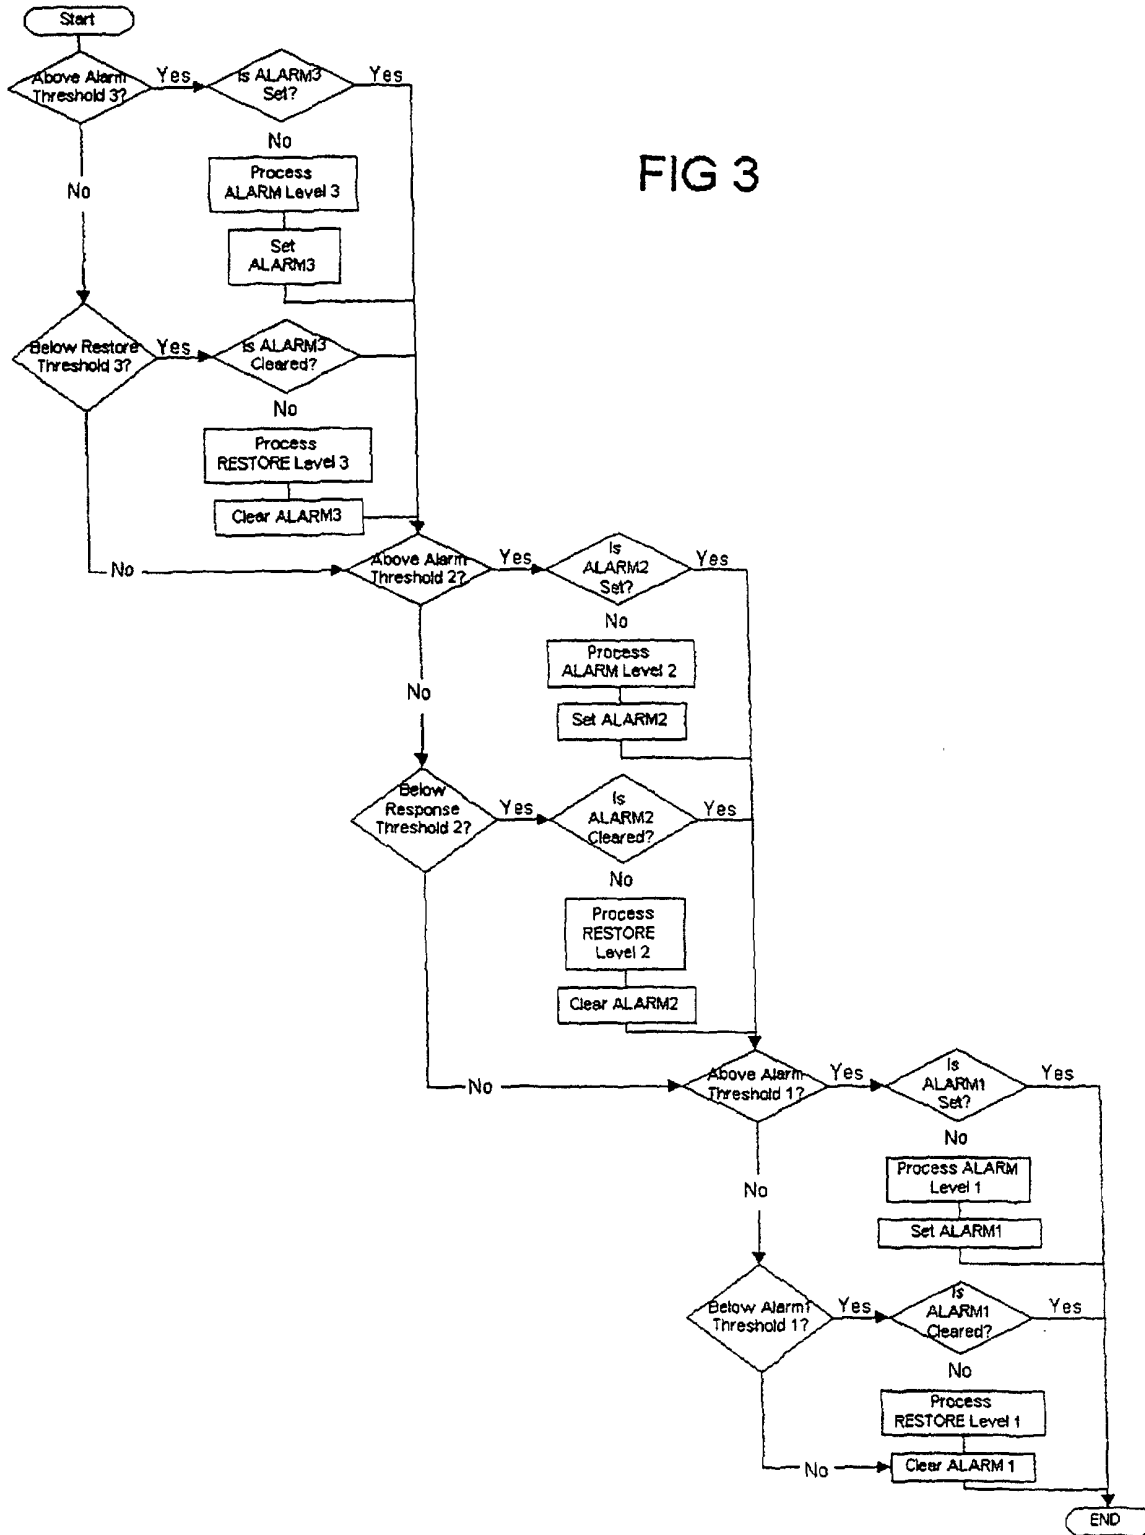 Start
Above Alarm
Threshold 3?
Yes
Is ALARM3
Set?
Yes
No
No
Process
ALARM Level 3
Set
ALARM3
FIG 3
Below Restore
Threshold 3?
Yes
Is ALARM3
Cleared?
No
Process
RESTORE Level 3
Clear ALARM3
No
Above Alarm
Threshold 2?
Yes
Is
ALARM2
Set?
Yes
No
No
Process
ALARM Level 2
Set ALARM2
Below
Response
Threshold 2?
Yes
Is
ALARM2
Cleared?
Yes
No
Process
RESTORE
Level 2
Clear ALARM2
No
Above Alarm
Threshold 1?
Yes
Is
ALARM1
Set?
Yes
No
No
Process ALARM
Level 1
Set ALARM1
Below Alarm1
Threshold 1?
Yes
Is
ALARM1
Cleared?
Yes
No
Process
RESTORE Level 1
No
Clear ALARM 1
END